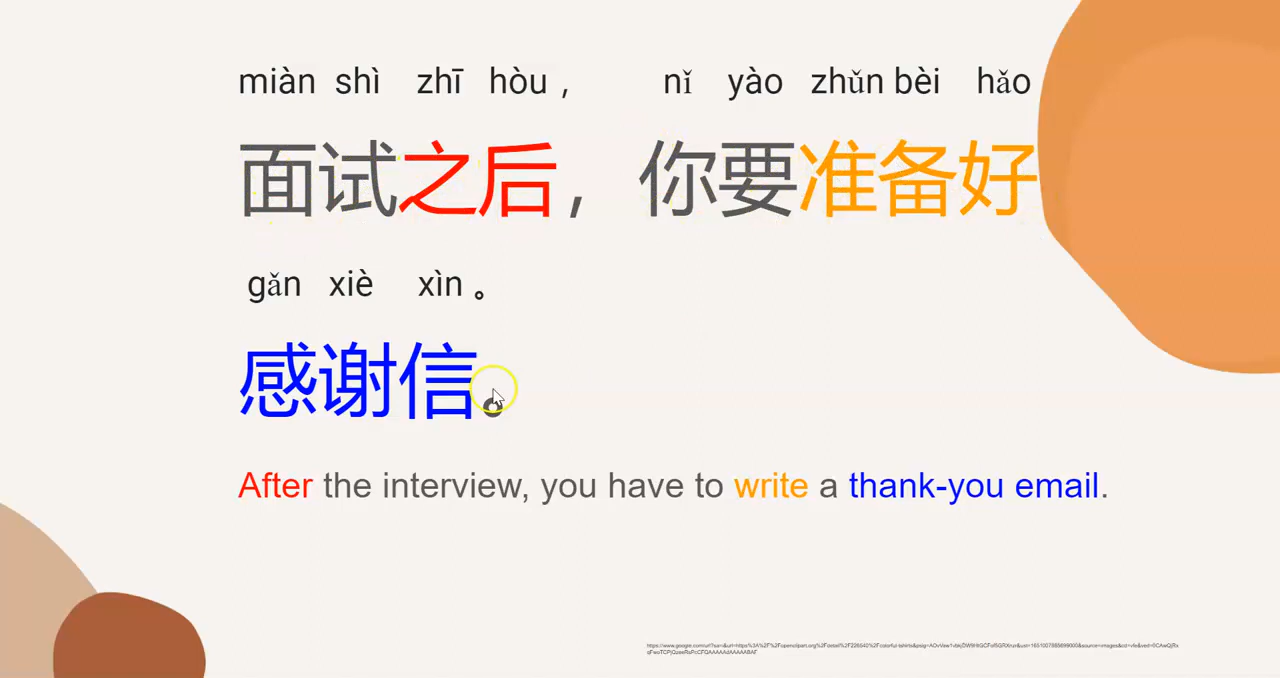 miàn shì zhī hòu， nǐ yào zhǔn bèi hǎo
面试之后，你要准备好
gǎn xiè xìn。
感谢信。
After the interview, you have to write a thank-you email.